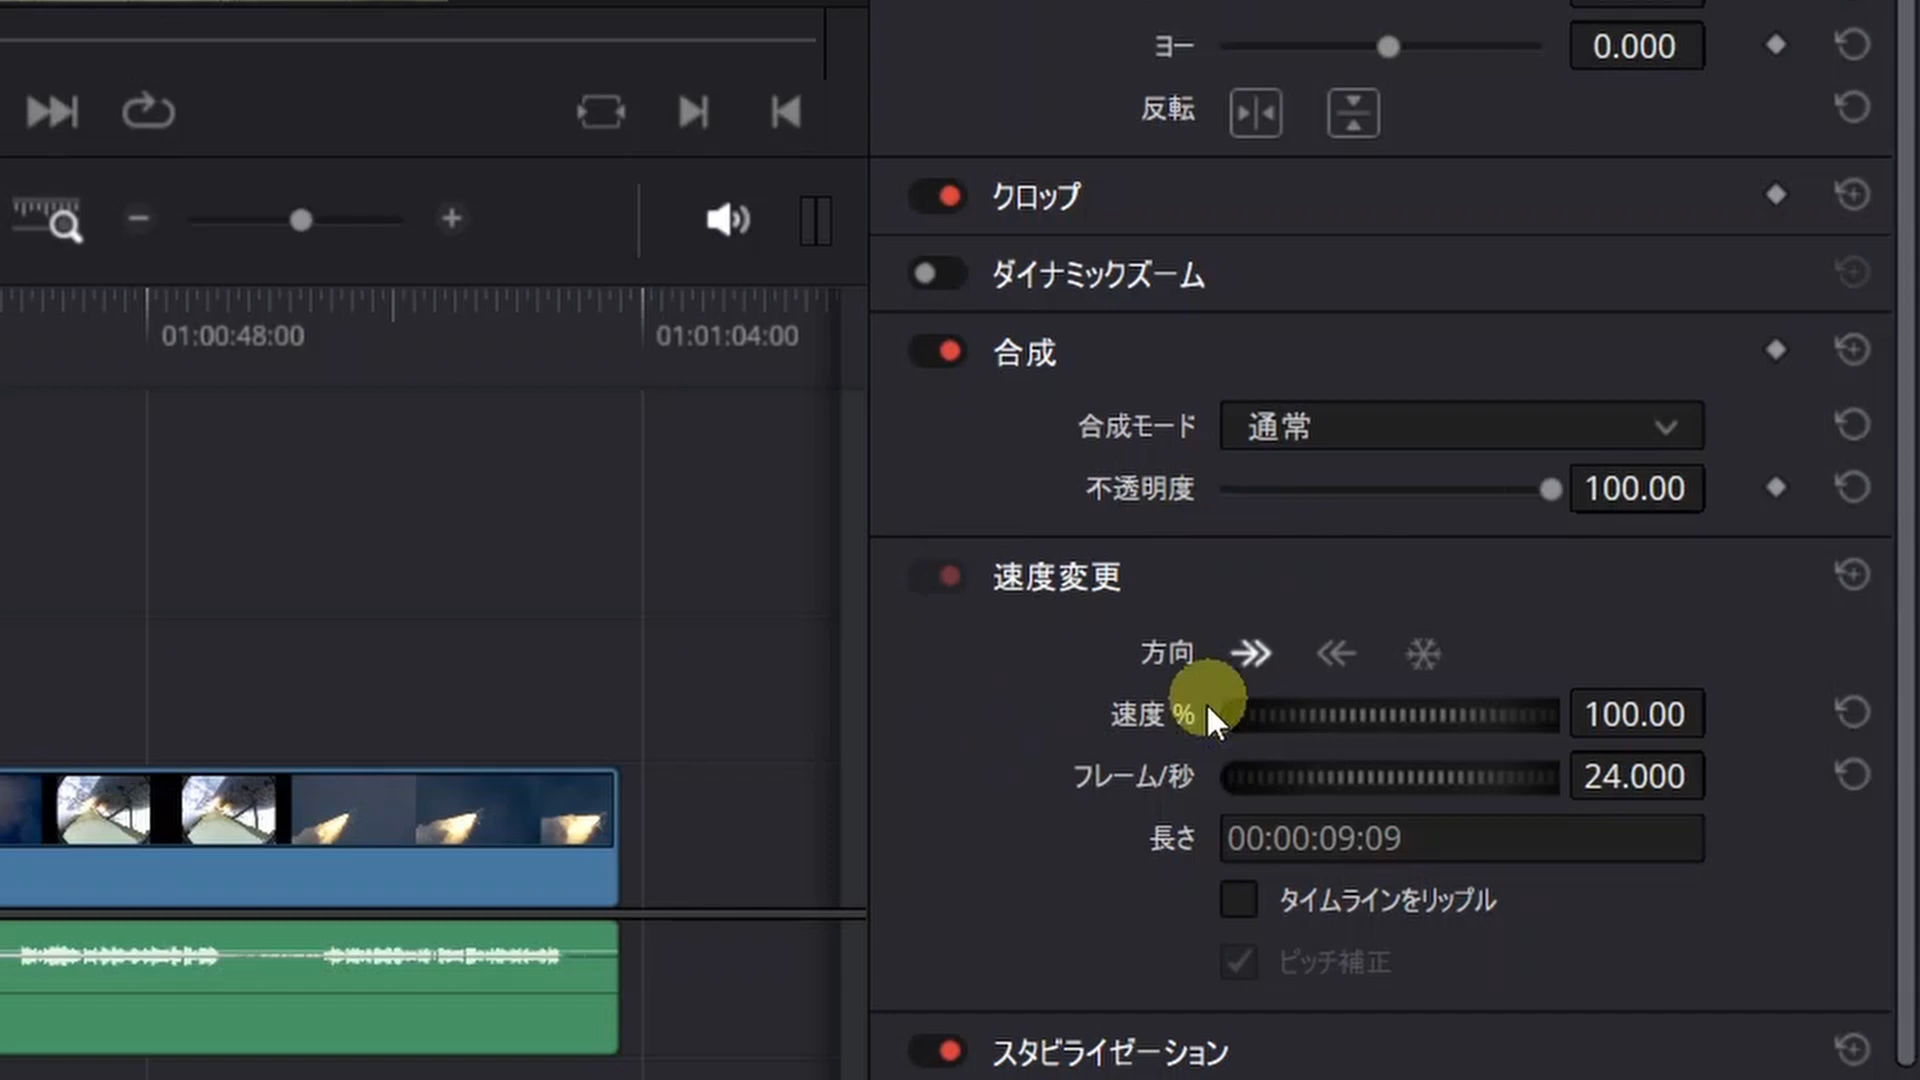 ヨー 0.000
反転
クロップ
ダイナミックズーム
01:00:48:00 01:01:04:00
合成
合成モード 通常
不透明度 100.00
速度変更
方向
速度 % 100.00
フレーム/秒 24.000
長さ 00:00:09:09
タイムラインをリップル
ピッチ補正
スタビライゼーション